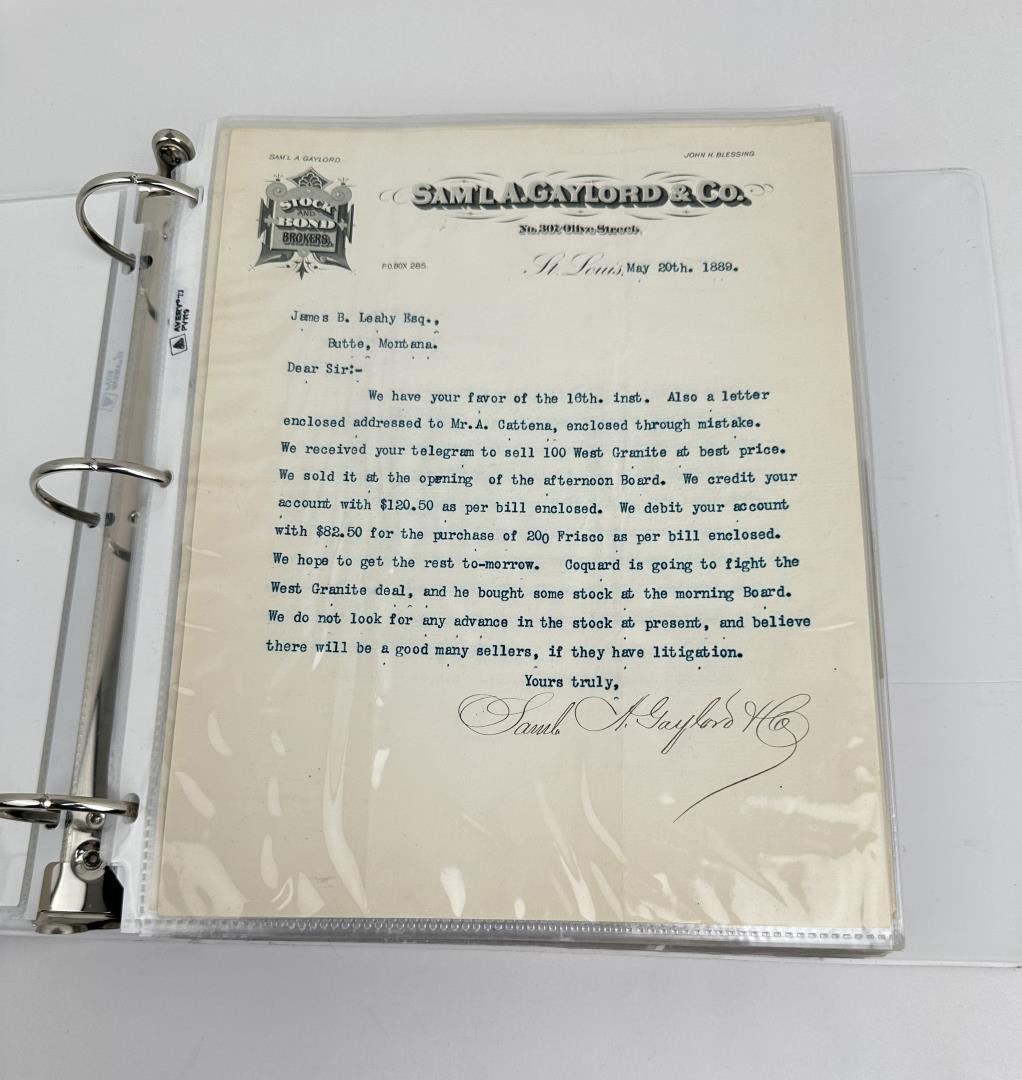 SAM'L A. GAYLORD.
JOHN H. BLESSING.
STOCK
AND
BOND
BROKERS,
SAM'L A. GAYLORD & CO.
No. 307 Olive Street.
P.O. BOX 285.
St. Louis, May 20th. 1889.
James B. Leahy Esq.,
Butte, Montana.
Dear Sir:-
We have your favor of the 16th. inst. Also a letter
enclosed addressed to Mr.A. Cattena, enclosed through mistake.
We received your telegram to sell 100 West Granite at best price.
We sold it at the opening of the afternoon Board. We credit your
account with $120.50 as per bill enclosed. We debit your account
with $82.50 for the purchase of 200 Frisco as per bill enclosed.
We hope to get the rest to-morrow. Coquard is going to fight the
West Granite deal, and he bought some stock at the morning Board.
We do not look for any advance in the stock at present, and believe
there will be a good many sellers, if they have litigation.
Yours truly,
Saml A. Gaylord & Co
AVERY®